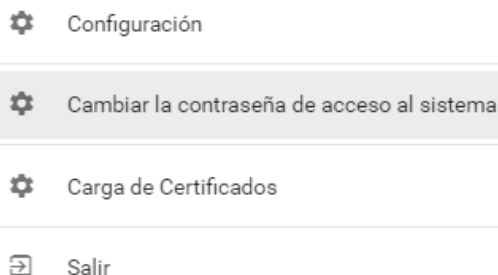 Configuración
Cambiar la contraseña de acceso al sistema
Carga de Certificados
Salir